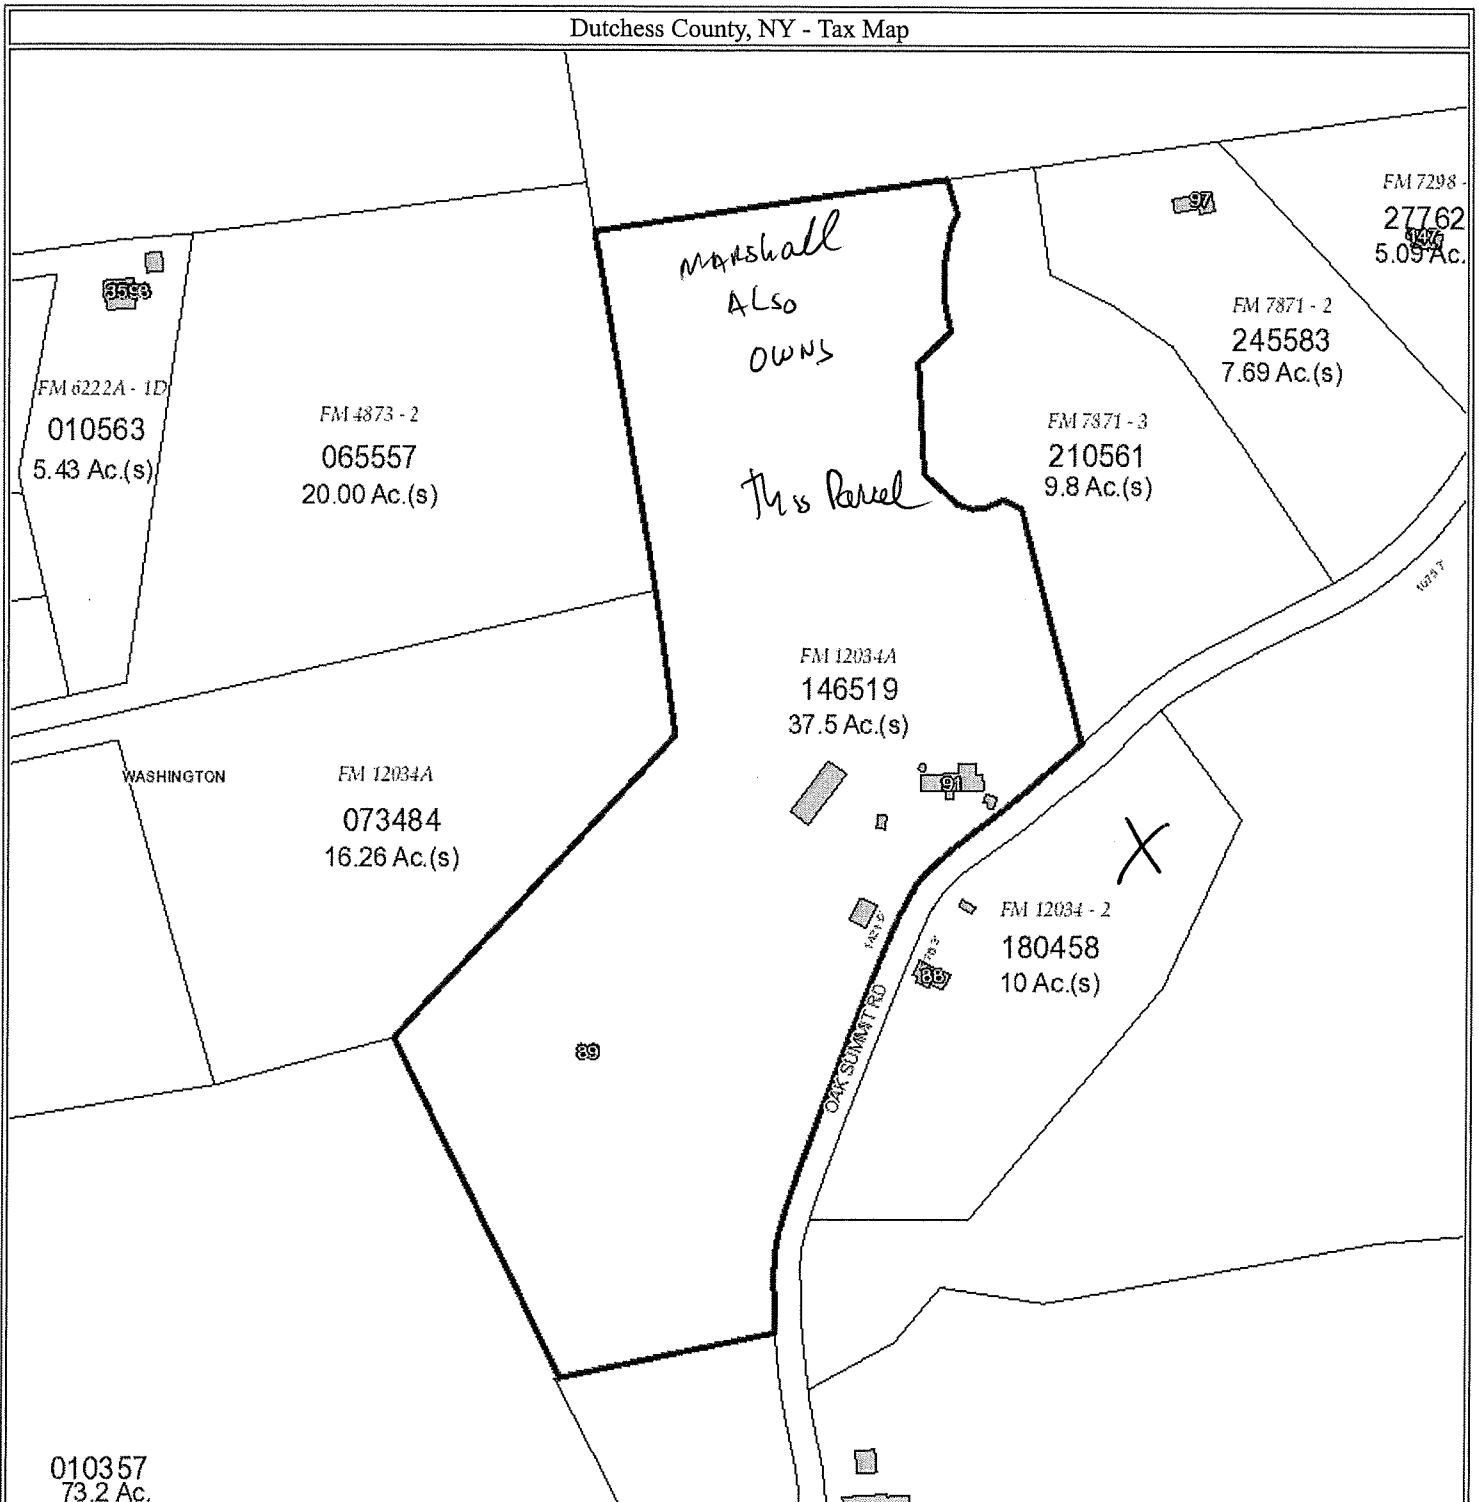 Dutchess County, NY - Tax Map
FM 7298 -
27762
147
5.09 Ac.
97
MARShall
ALSO
OWNS
3598
FM 7871 - 2
245583
7.69 Ac.(s)
FM 6222A - 1D
010563
5.43 Ac.(s)
FM 4873 - 2
065557
20.00 Ac.(s)
FM 7871 - 3
210561
9.8 Ac.(s)
This Parcel
FM 12034A
146519
37.5 Ac.(s)
WASHINGTON
FM 12034A
073484
16.26 Ac.(s)
91
X
FM 12034 - 2
180458
10 Ac.(s)
88
OAK SUMMIT RD
89
010357
73.2 Ac.